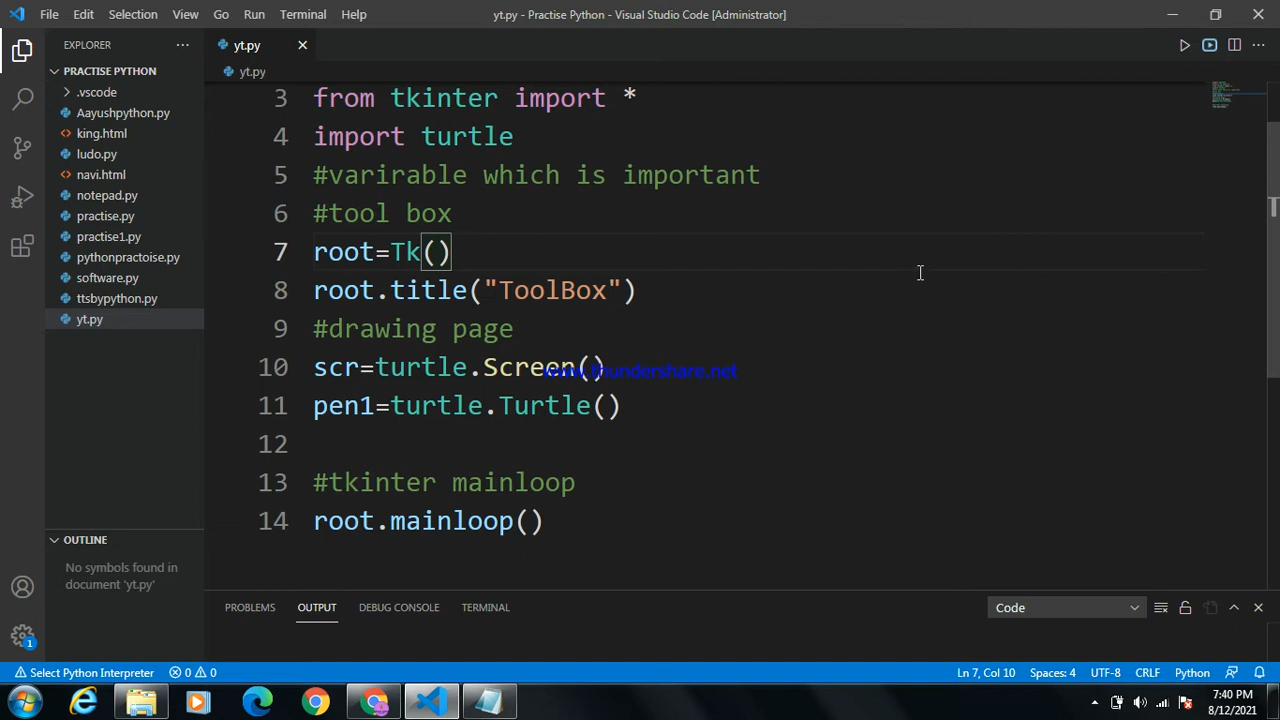 File Edit Selection View Go Run Terminal Help
yt.py - Practise Python - Visual Studio Code [Administrator]
EXPLORER
yt.py
PRACTISE PYTHON
yt.py
.vscode
Aayushpython.py
king.html
ludo.py
navi.html
notepad.py
practise.py
practise1.py
pythonpractoise.py
software.py
ttsbypython.py
yt.py
3 from tkinter import *
4 import turtle
5 #varirable which is important
6 #tool box
7 root=Tk()
8 root.title("ToolBox")
9 #drawing page
10 scr=turtle.Screen()
www.thundershare.net
11 pen1=turtle.Turtle()
12
13 #tkinter mainloop
14 root.mainloop()
OUTLINE
No symbols found in
document 'yt.py'
PROBLEMS OUTPUT DEBUG CONSOLE TERMINAL
Code
1
Select Python Interpreter 0 0
Ln 7, Col 10 Spaces: 4 UTF-8 CRLF Python
7:40 PM
8/12/2021